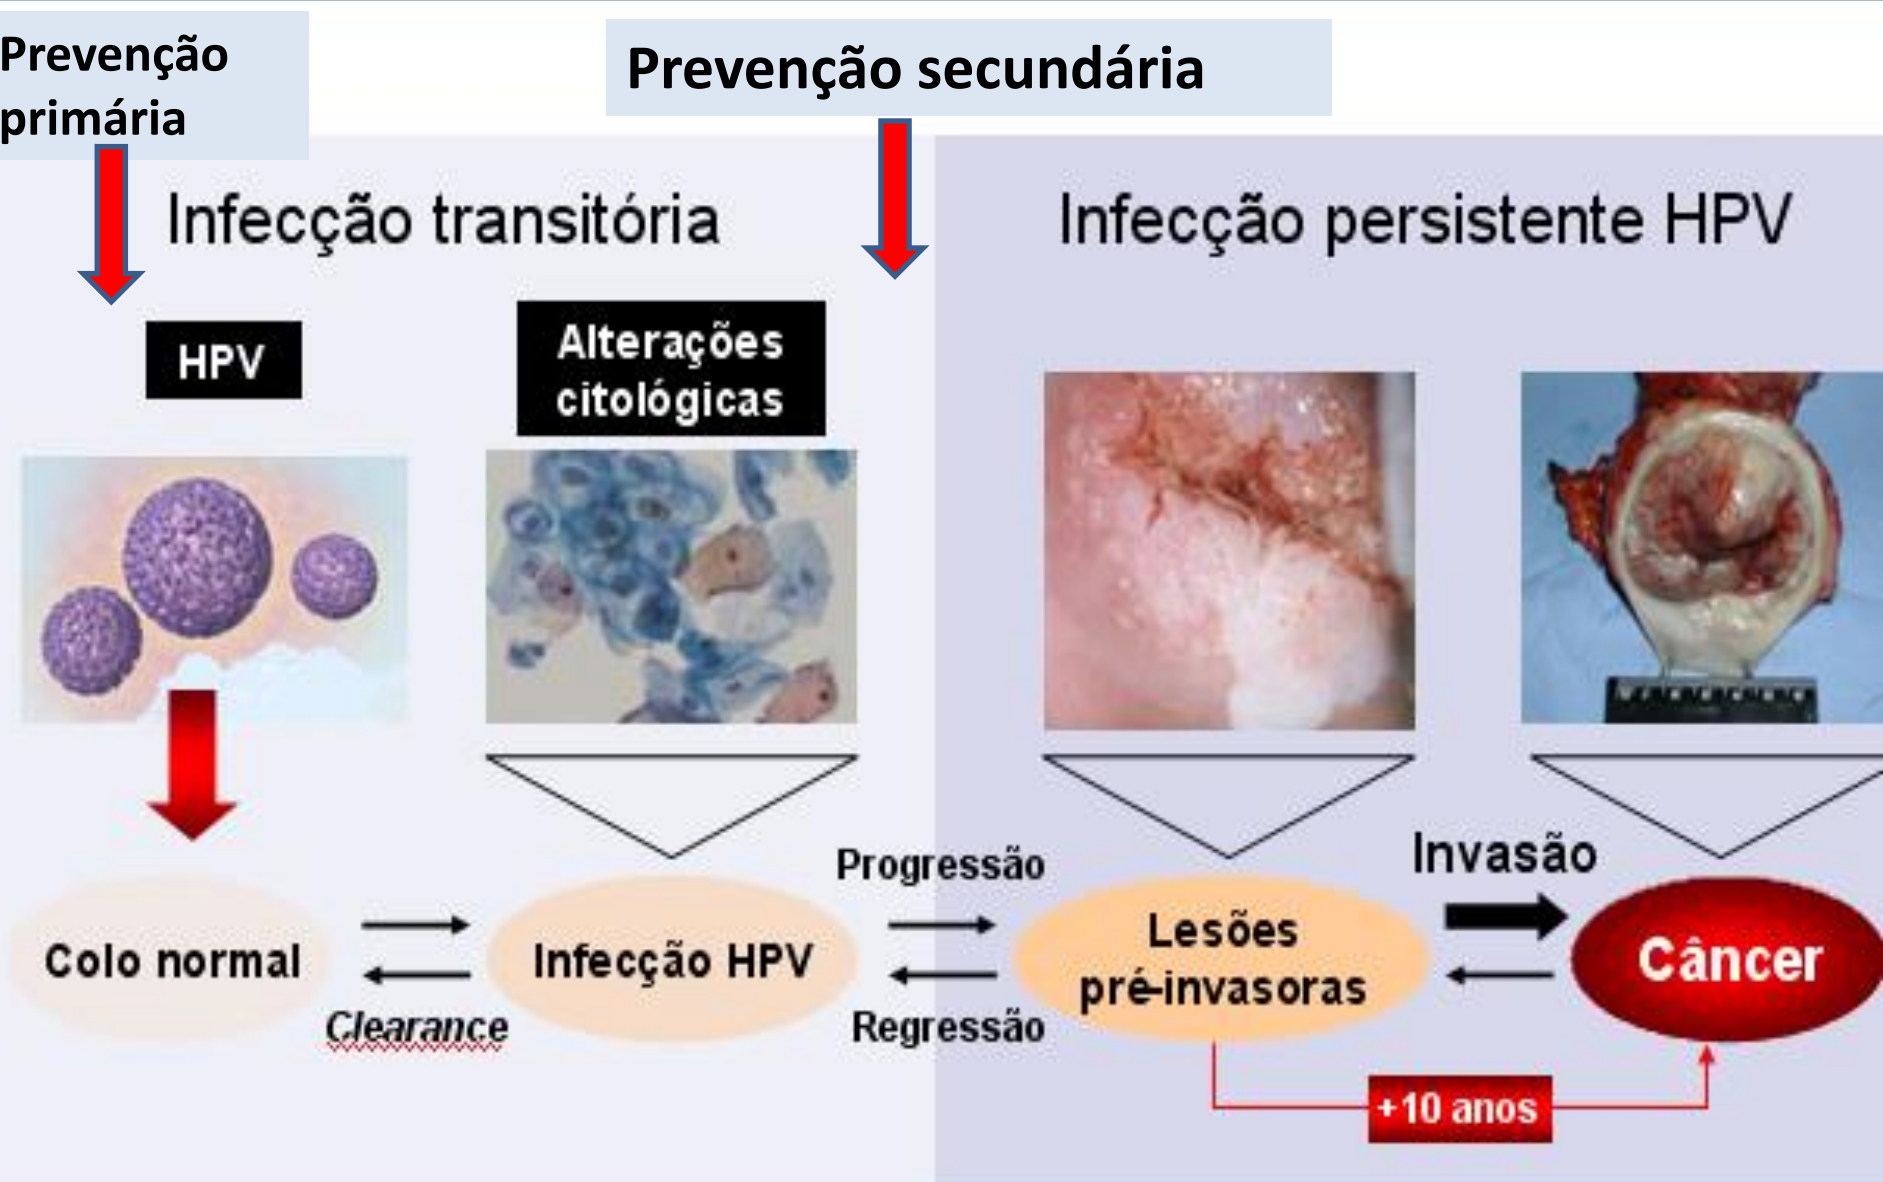 Prevenção
primária
Prevenção secundária
Infecção transitória
Infecção persistente HPV
HPV
Alterações
citológicas
Progressão
Invasão
Colo normal
Infecção HPV
Lesões
pré-invasoras
Câncer
Clearance
Regressão
+10 anos